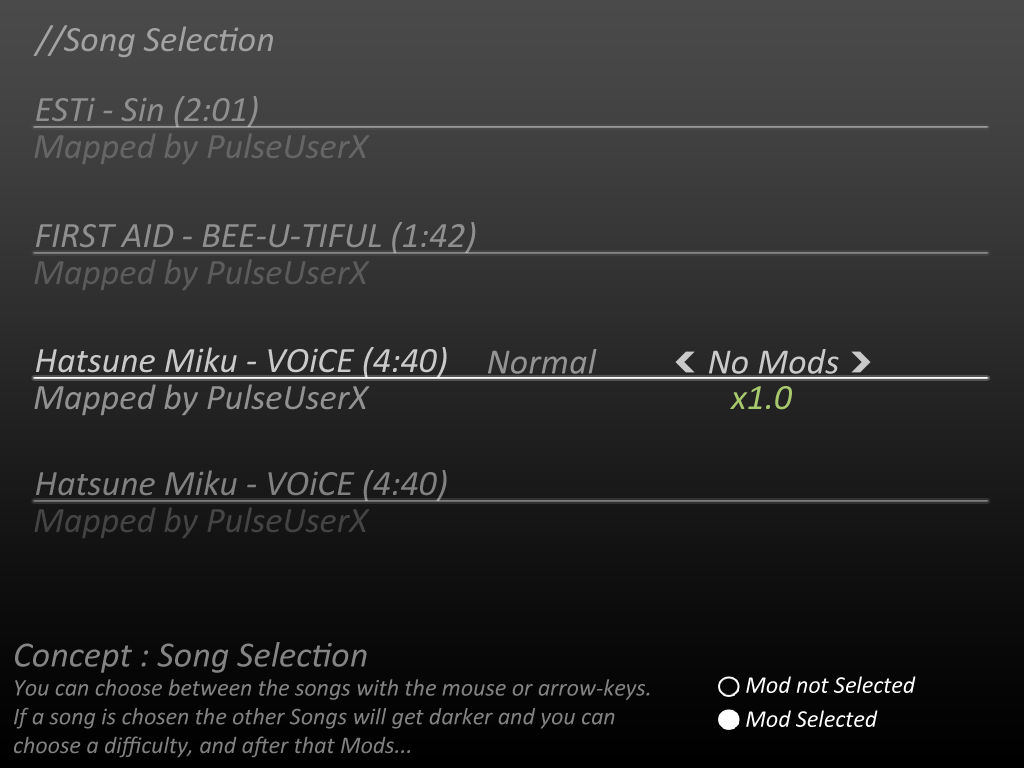 //Song Selection
ESTi - Sin (2:01)
Mapped by PulseUserX
FIRST AID - BEE-U-TIFUL (1:42)
Mapped by PulseUserX
Hatsune Miku - VOiCE (4:40) Normal No Mods
Mapped by PulseUserX x1.0
Hatsune Miku - VOiCE (4:40)
Mapped by PulseUserX
Concept : Song Selection
You can choose between the songs with the mouse or arrow-keys.
If a song is chosen the other Songs will get darker and you can
choose a difficulty, and after that Mods...
Mod not Selected
Mod Selected